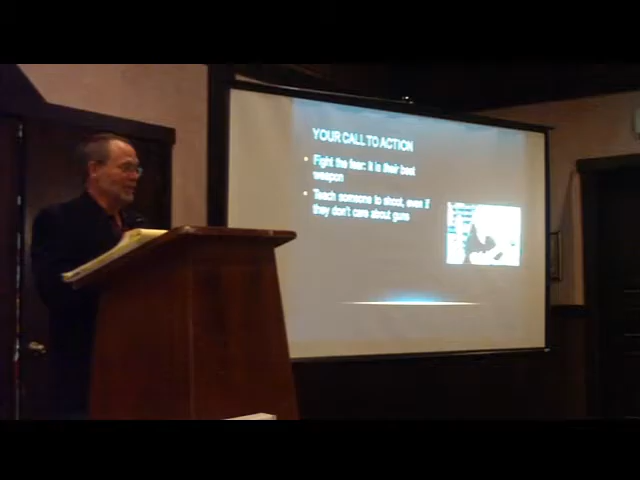 YOUR CALL TO ACTION
Fight the fear: it is their best
weapon
Teach someone to shoot, even if
they don't care about guns